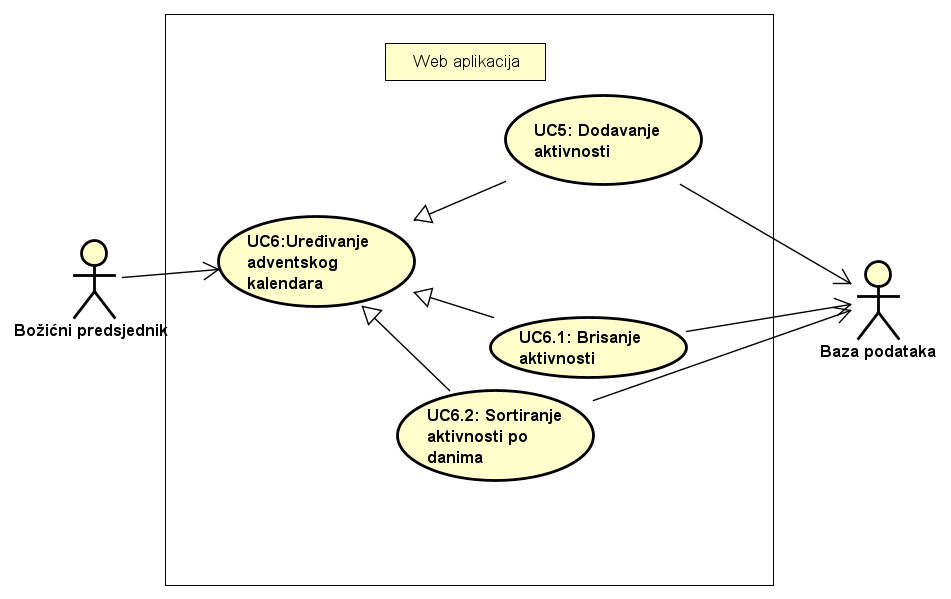 Web aplikacija
UC5: Dodavanje
aktivnosti
UC6:Uređivanje
adventskog
kalendara
Božićni predsjednik
Baza podataka
UC6.1: Brisanje
aktivnosti
UC6.2: Sortiranje
aktivnosti po
danima